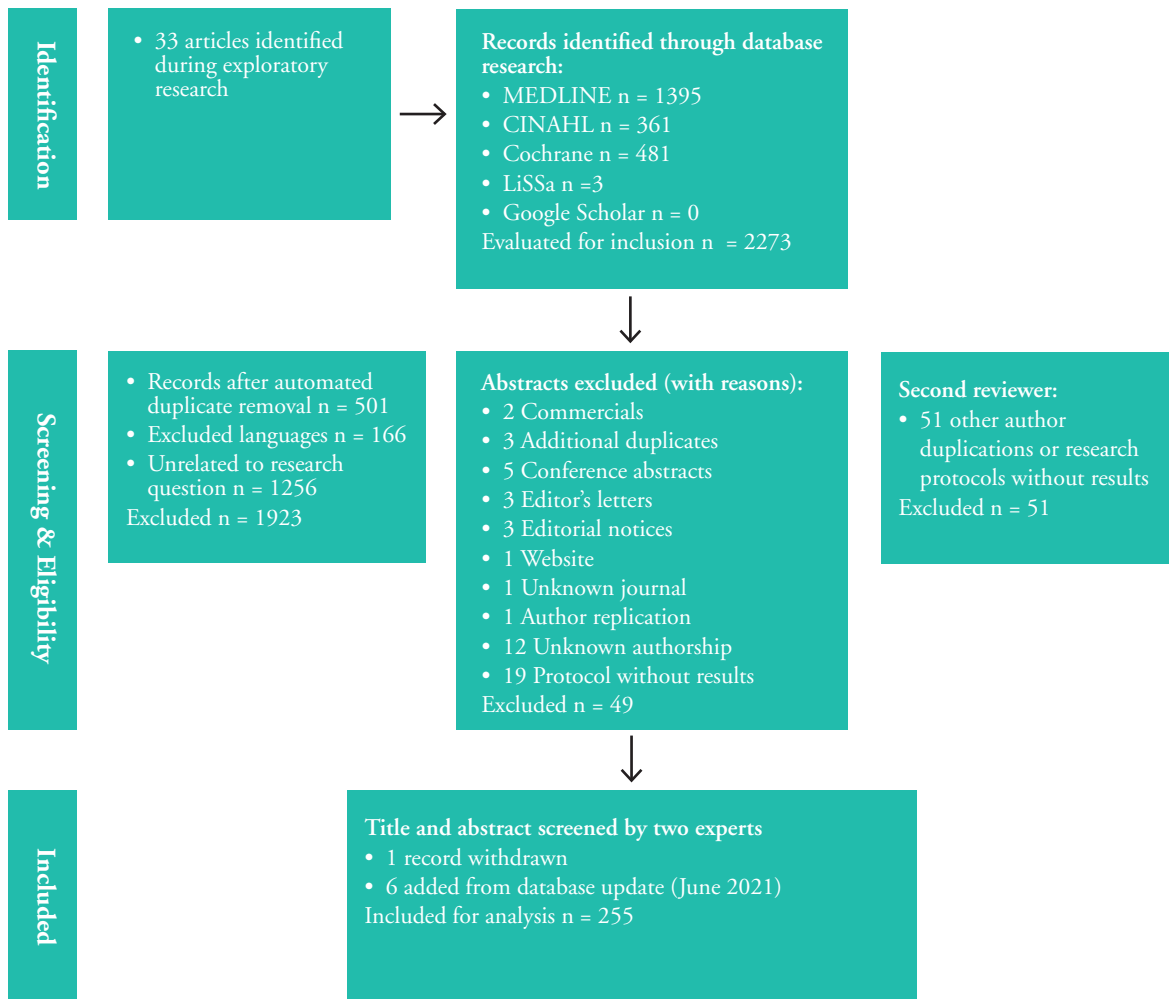 Identification
• 33 articles identified
during exploratory
research
Records identified through database
research:
• MEDLINE n = 1395
• CINAHL n = 361
• Cochrane n = 481
• LiSSa n =3
• Google Scholar n = 0
Evaluated for inclusion n = 2273
Screening & Eligibility
• Records after automated
duplicate removal n = 501
• Excluded languages n = 166
• Unrelated to research
question n = 1256
Excluded n = 1923
Abstracts excluded (with reasons):
• 2 Commercials
• 3 Additional duplicates
• 5 Conference abstracts
• 3 Editor’s letters
• 3 Editorial notices
• 1 Website
• 1 Unknown journal
• 1 Author replication
• 12 Unknown authorship
• 19 Protocol without results
Excluded n = 49
Second reviewer:
• 51 other author
duplications or research
protocols without results
Excluded n = 51
Included
Title and abstract screened by two experts
• 1 record withdrawn
• 6 added from database update (June 2021)
Included for analysis n = 255